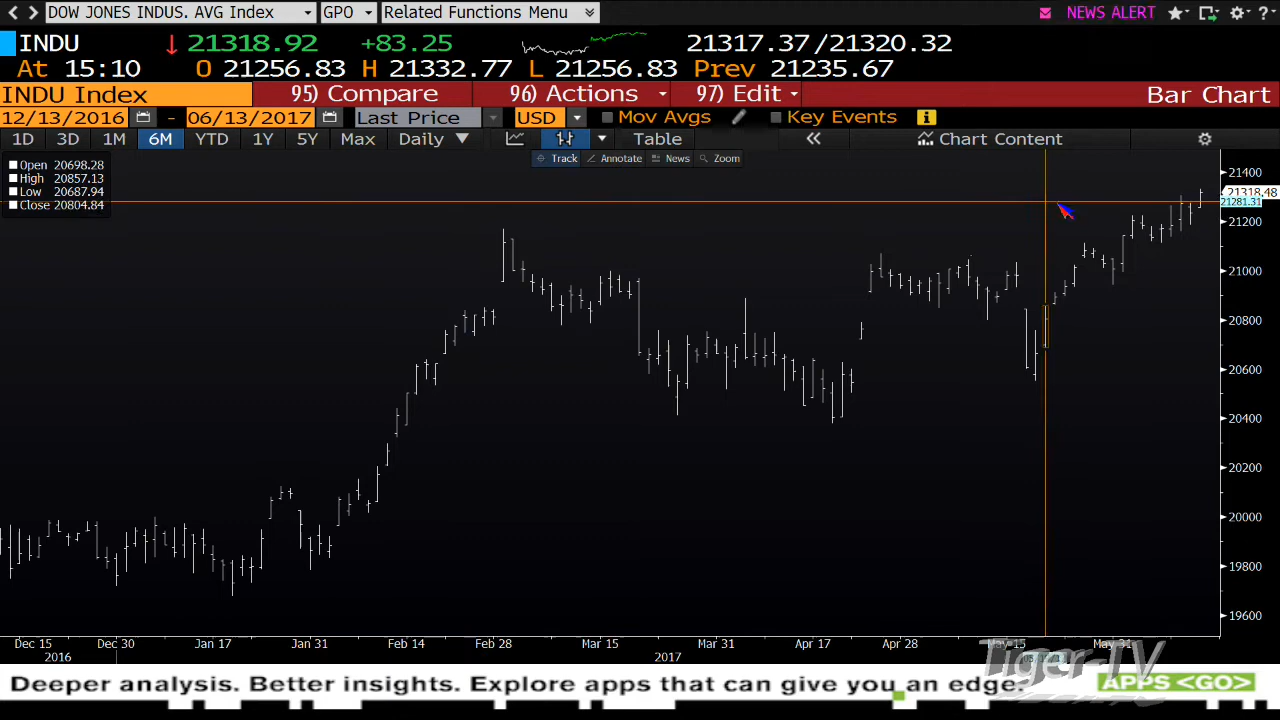 DOW JONES INDUS. AVG Index GPO Related Functions Menu NEWS ALERT ?
INDU 21318.92 +83.25 21317.37/21320.32
At 15:10 O 21256.83 H 21332.77 L 21256.83 Prev 21235.67
INDU Index 95) Compare 96) Actions 97) Edit Bar Chart
12/13/2016 - 06/13/2017 Last Price USD Mov Avgs Key Events
1D 3D 1M 6M YTD 1Y 5Y Max Daily Table « Chart Content
Track Annotate News Zoom
Open 20698.28
High 20857.13
Low 20687.94
Close 20804.84
21400
21318.48
21281.31
21200
21000
20800
20600
20400
20200
20000
19800
19600
Dec 15 Dec 30 Jan 17 Jan 31 Feb 14 Feb 28 Mar 15 Mar 31 Apr 17 Apr 28 May 15 May 31
2016 2017
Tiger-TV
Deeper analysis. Better insights. Explore apps that can give you an edge. APPS <GO>